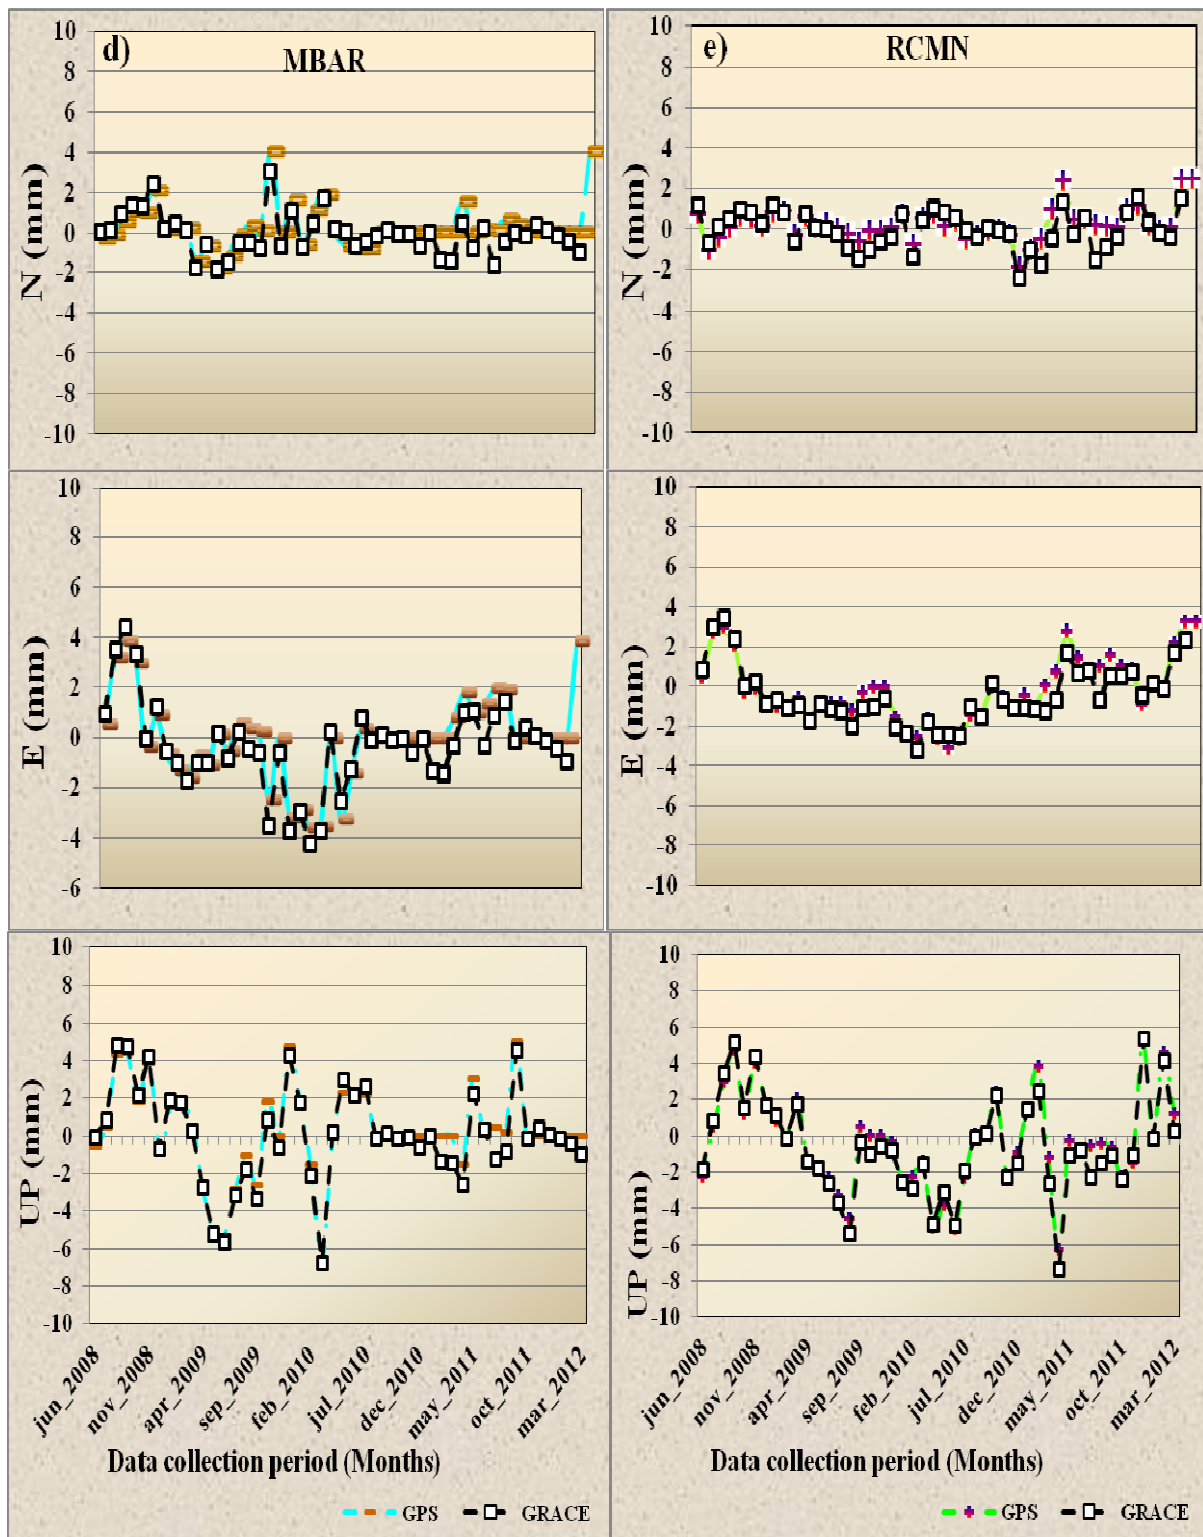 d)
MBAR
10
8
6
4
2
0
-2
-4
-6
-8
-10
N (mm)
e)
RCMN
10
8
6
4
2
0
-2
-4
-6
-8
-10
N (mm)
10
8
6
4
2
0
-2
-4
-6
E (mm)
10
8
6
4
2
0
-2
-4
-6
-8
-10
E (mm)
10
8
6
4
2
0
-2
-4
-6
-8
-10
UP (mm)
jun_2008
nov_2008
apr_2009
sep_2009
feb_2010
jul_2010
dec_2010
may_2011
oct_2011
mar_2012
Data collection period (Months)
GPS
GRACE
10
8
6
4
2
0
-2
-4
-6
-8
-10
UP (mm)
jun_2008
nov_2008
apr_2009
sep_2009
feb_2010
jul_2010
dec_2010
may_2011
oct_2011
mar_2012
Data collection period (Months)
GPS
GRACE